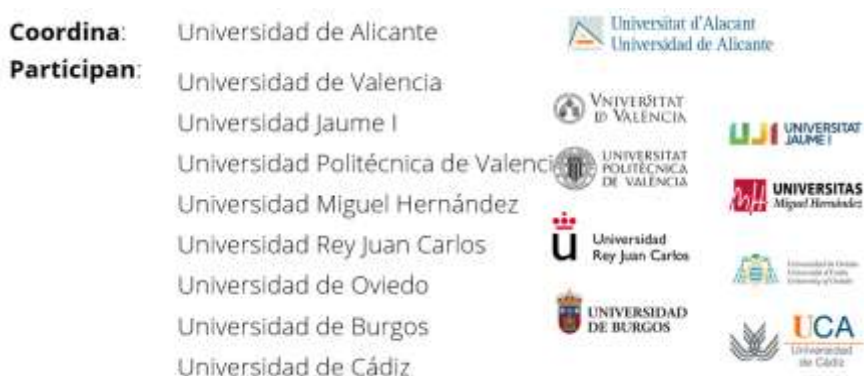 Coordina: Universidad de Alicante
Participan:
Universidad de Valencia
Universidad Jaume I
Universidad Politécnica de Valenci
Universidad Miguel Hernández
Universidad Rey Juan Carlos
Universidad de Oviedo
Universidad de Burgos
Universidad de Cádiz
Universitat d'Alacant
Universidad de Alicante
VNIVERSITAT
ID VALÈNCIA
UJI UNIVERSITAT
JAUME I
UNIVERSITAT
POLITÈCNICA
DE VALÈNCIA
UNIVERSITAS
Miguel Hernández
Universidad
Rey Juan Carlos
Universidad de Oviedo
UNIVERSIDAD
DE BURGOS
UCA
Universidad
de Cádiz